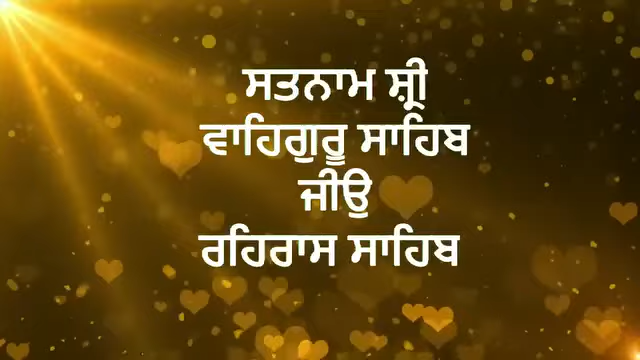 ਸਤਨਾਮ ਸ਼੍ਰੀ
ਵਾਹਿਗੁਰੂ ਸਾਹਿਬ
ਜੀਉ
ਰਹਿਰਾਸ ਸਾਹਿਬ